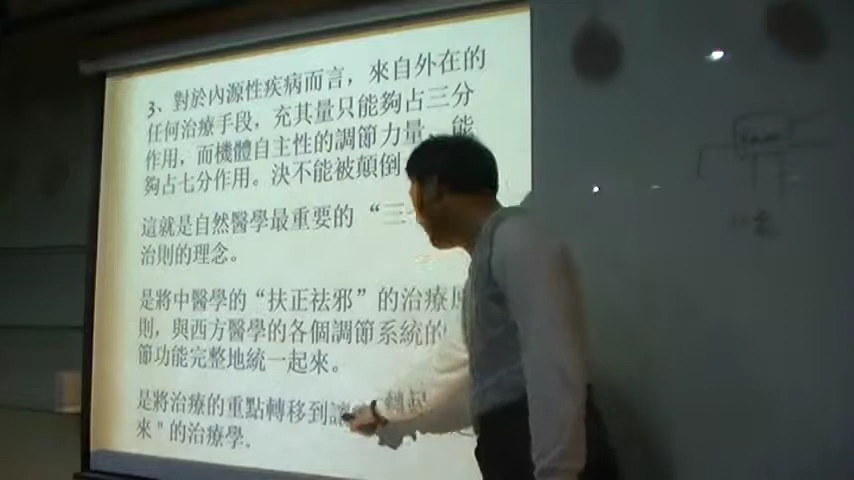 3、對於內源性疾病而言，來自外在的
任何治療手段，充其量只能夠占三分
作用，而機體自主性的調節力量，能
夠占七分作用．決不能被顛倒
這就是自然醫學最重要的“三
治則的理念．
是將中醫學的“扶正祛邪”的治療原
則，與西方醫學的各個調節系統的
節功能完整地統一起來．
是將治療的重點轉移到讓 轉起
來"的治療學．